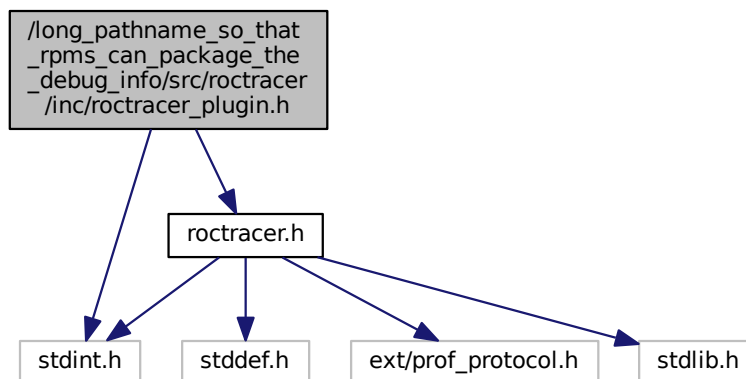 /long_pathname_so_that
_rpms_can_package_the
_debug_info/src/roctracer
/inc/roctracer_plugin.h
roctracer.h
stdint.h
stddef.h
ext/prof_protocol.h
stdlib.h